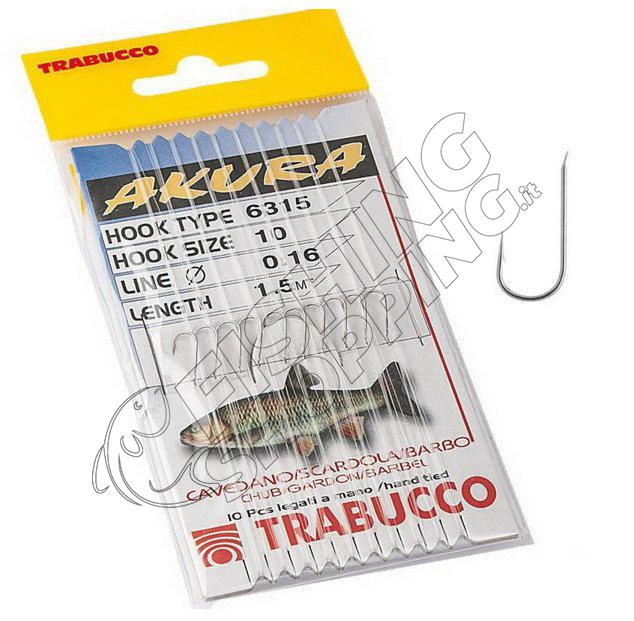 TRABUCCO
AKURA
HOOK TYPE 6315
HOOK SIZE 10
LINE Ø 0.16
LENGTH 1.5 MT
FISHING
SHOPPING.it
CAVEDANO/SCARDOLA/BARBO
CHUB/GARDON/BARBEL
10 Pcs legati a mano /hand tied
TRABUCCO